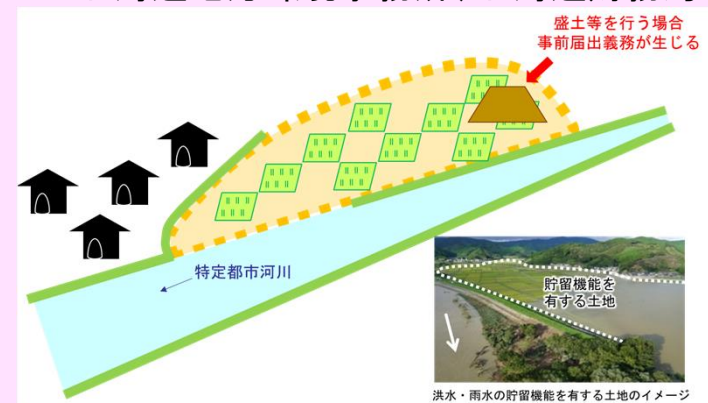 盛土等を行う場合
事前届出義務が生じる
特定都市河川
貯留機能を
有する土地
洪水・雨水の貯留機能を有する土地のイメージ